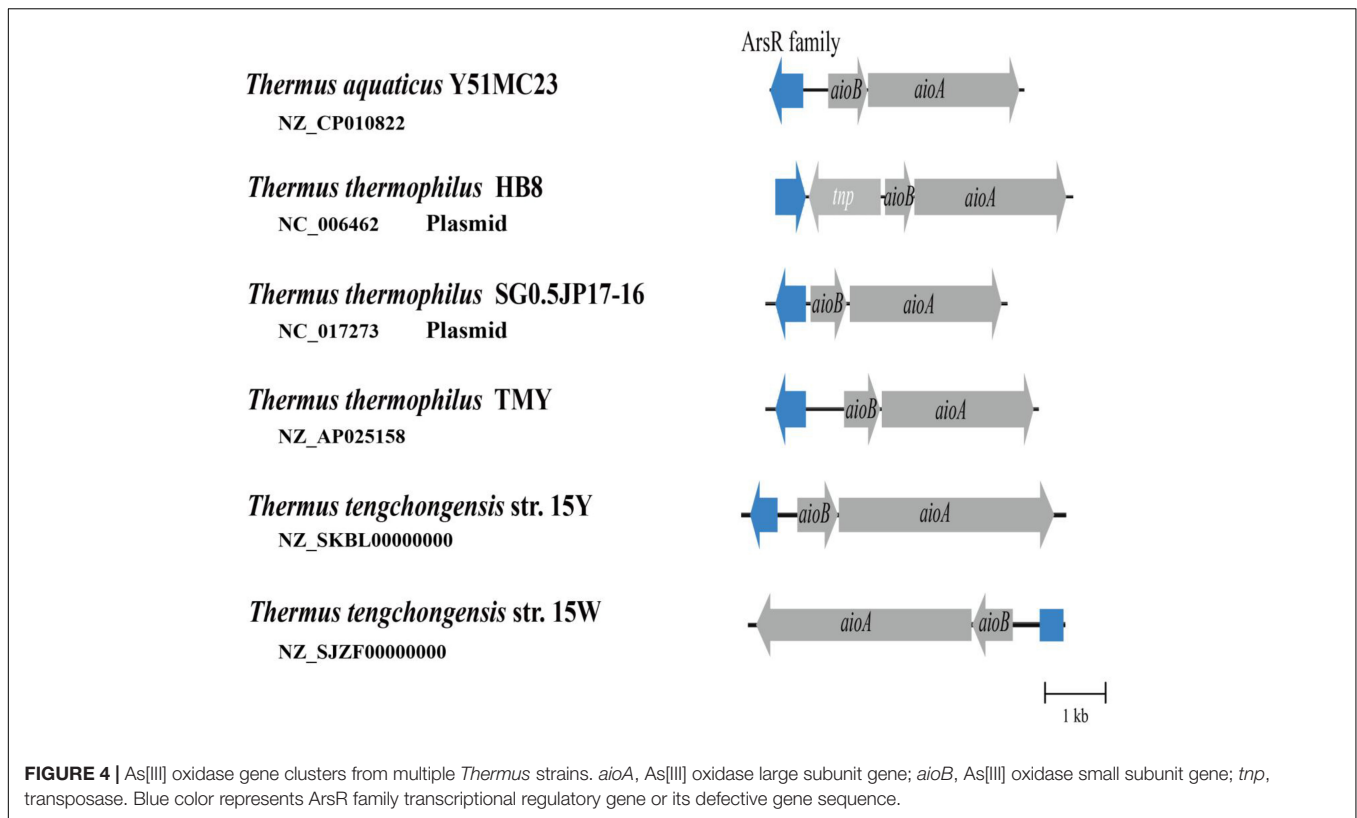 ArsR family
Thermus aquaticus Y51MC23
NZ_CP010822
aioB aioA
Thermus thermophilus HB8
NC_006462 Plasmid
tnp aioB aioA
Thermus thermophilus SG0.5JP17-16
NC_017273 Plasmid
aioB aioA
Thermus thermophilus TMY
NZ_AP025158
aioB aioA
Thermus tengchongensis str. 15Y
NZ_SKBL00000000
aioB aioA
Thermus tengchongensis str. 15W
NZ_SJZF00000000
aioA aioB
1 kb
FIGURE 4 | As[III] oxidase gene clusters from multiple Thermus strains. aioA, As[III] oxidase large subunit gene; aioB, As[III] oxidase small subunit gene; tnp,
transposase. Blue color represents ArsR family transcriptional regulatory gene or its defective gene sequence.